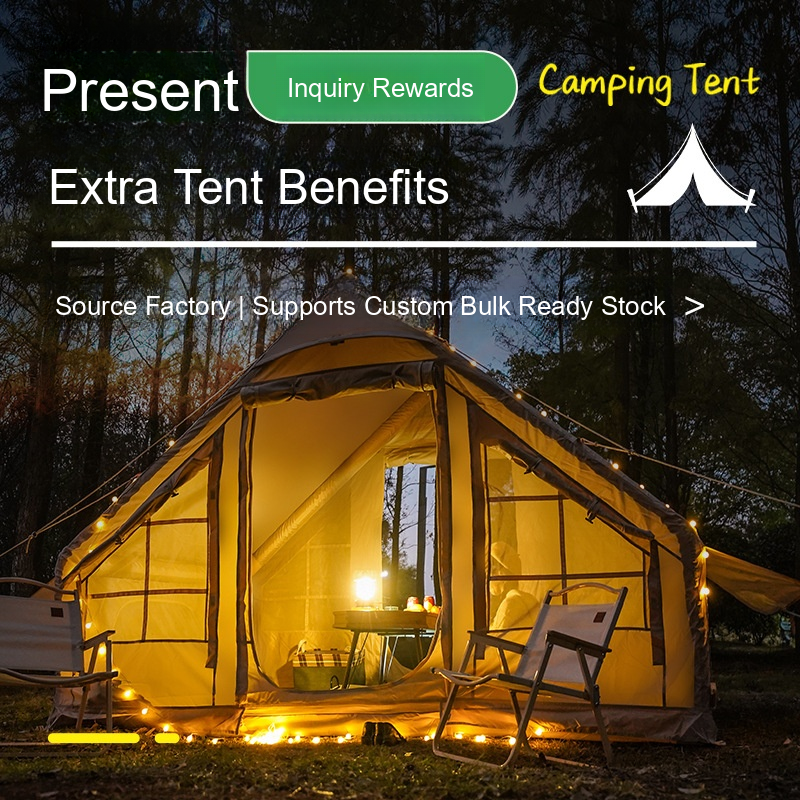 Present
Inquiry Rewards
Camping Tent
Extra Tent Benefits
Source Factory | Supports Custom Bulk Ready Stock >